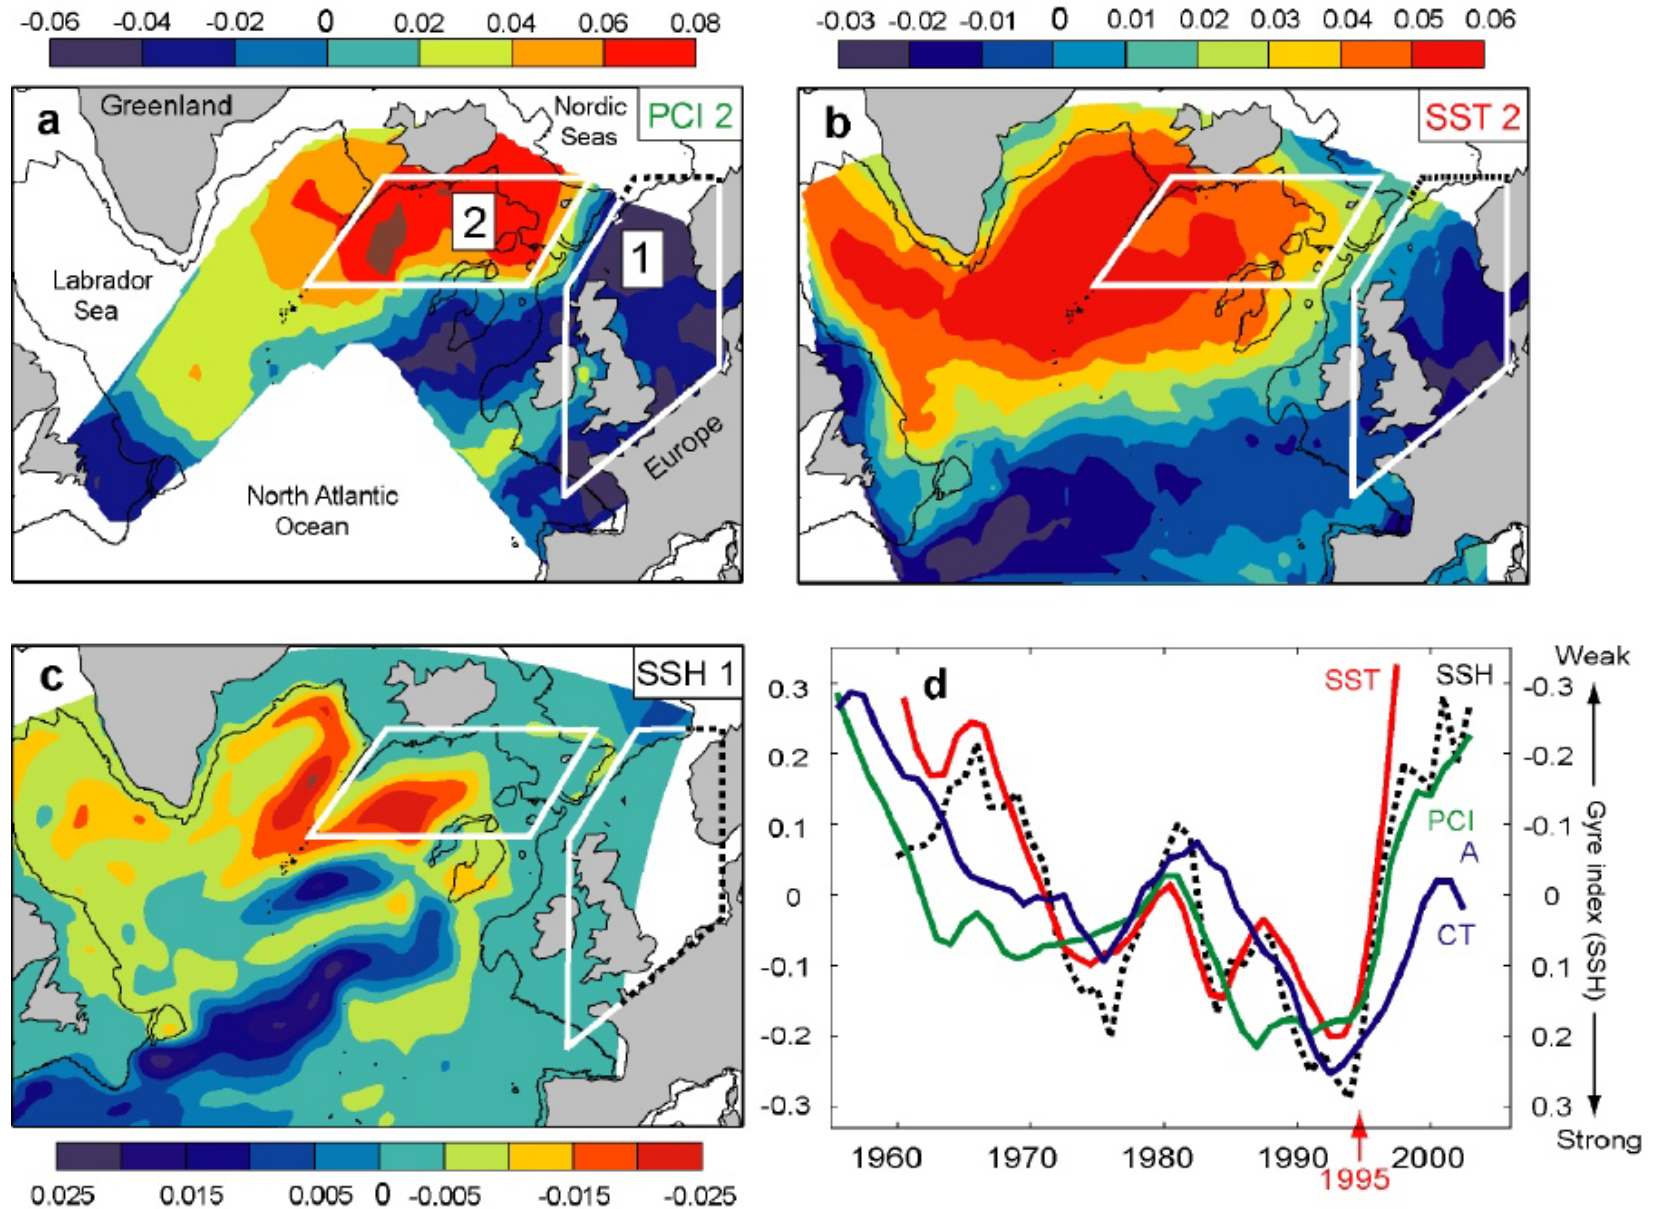 -0.06 -0.04 -0.02 0 0.02 0.04 0.06 0.08
-0.03 -0.02 -0.01 0 0.01 0.02 0.03 0.04 0.05 0.06
a
Greenland
Nordic
Seas
PCI 2
2
1
Labrador
Sea
North Atlantic
Ocean
Europe
b
SST 2
c
SSH 1
0.025 0.015 0.005 0 -0.005 -0.015 -0.025
d
SST
SSH
PCI
A
CT
0.3
0.2
0.1
0
-0.1
-0.2
-0.3
1960 1970 1980 1990 2000
1995
Weak
-0.3
-0.2
-0.1
0
0.1
0.2
0.3
Strong
Gyre index (SSH)